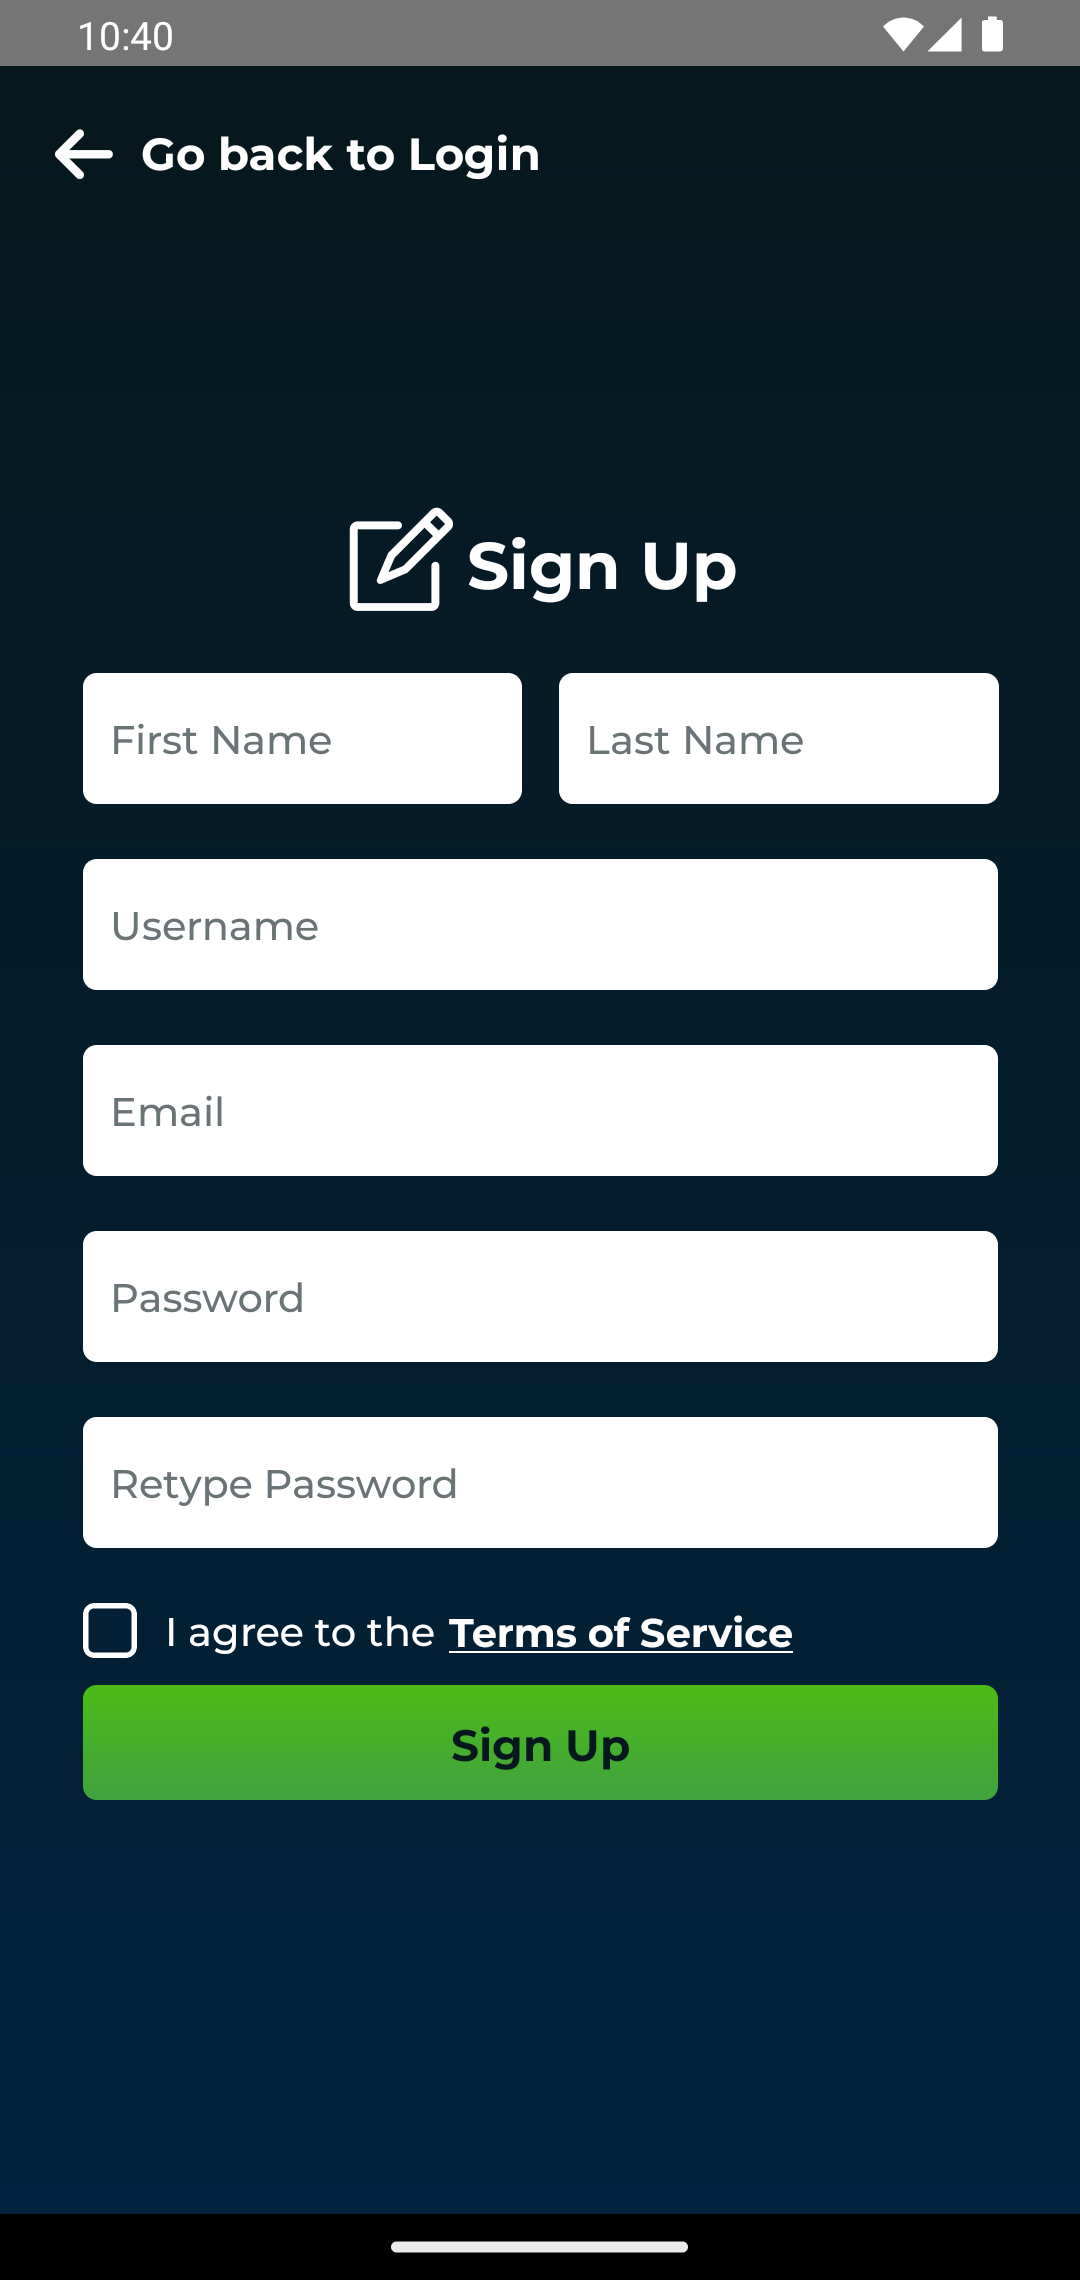 10:40
Go back to Login
Sign Up
First Name
Last Name
Username
Email
Password
Retype Password
I agree to the Terms of Service
Sign Up